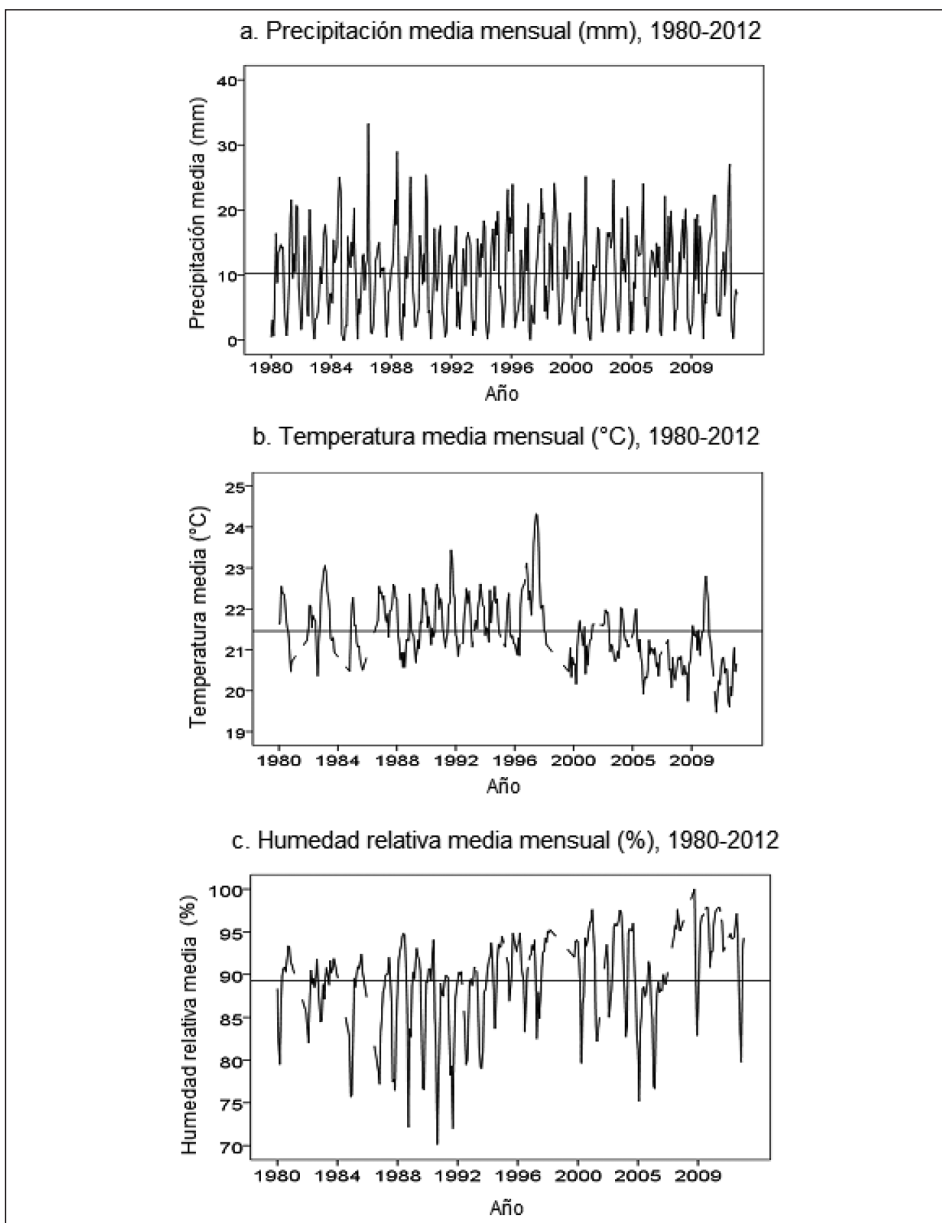 a. Precipitación media mensual (mm), 1980-2012
Precipitación media (mm)
40
30
20
10
0
1980 1984 1988 1992 1996 2000 2005 2009
Año
b. Temperatura media mensual (°C), 1980-2012
Temperatura media (°C)
25
24
23
22
21
20
19
1980 1984 1988 1992 1996 2000 2005 2009
Año
c. Humedad relativa media mensual (%), 1980-2012
Humedad relativa media (%)
100
95
90
85
80
75
70
1980 1984 1988 1992 1996 2000 2005 2009
Año